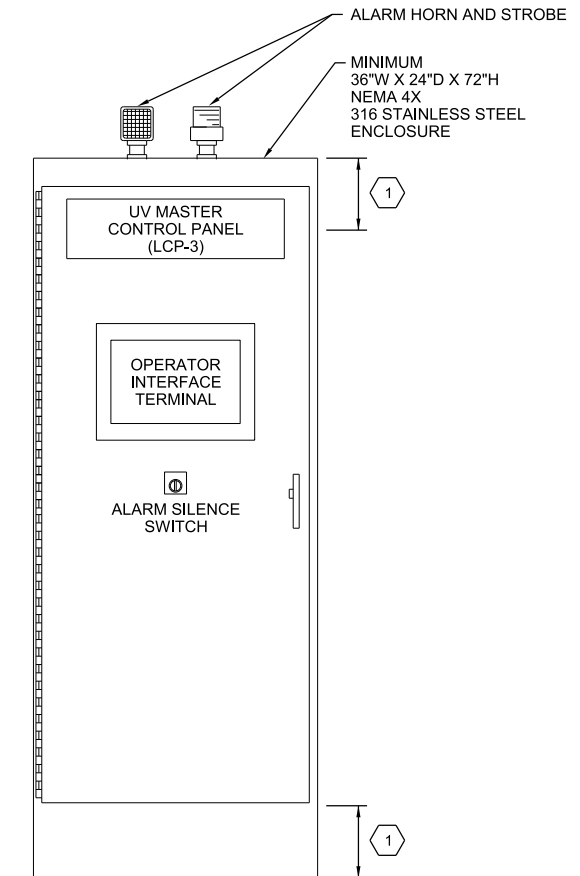 ALARM HORN AND STROBE
MINIMUM
36"W X 24"D X 72"H
NEMA 4X
316 STAINLESS STEEL
ENCLOSURE
1
UV MASTER
CONTROL PANEL
(LCP-3)
OPERATOR
INTERFACE
TERMINAL
ALARM SILENCE
SWITCH
1